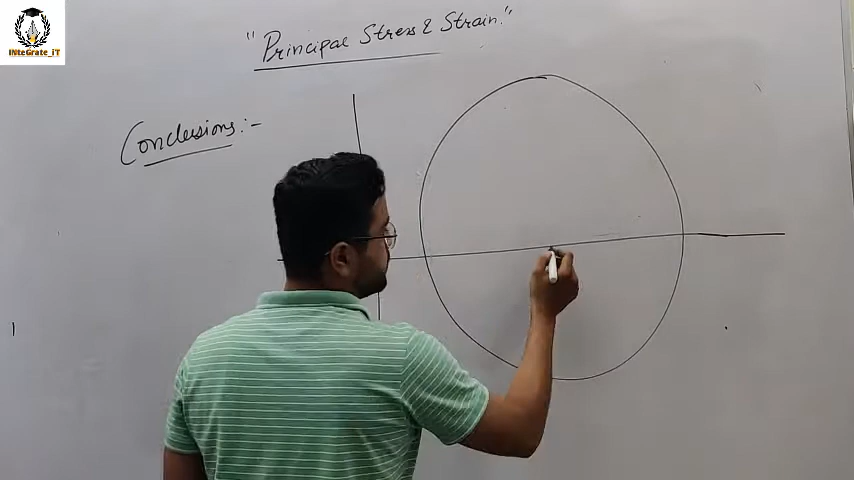 INteGrate_iT
"Principal Stress & Strain."
Conclusions:-